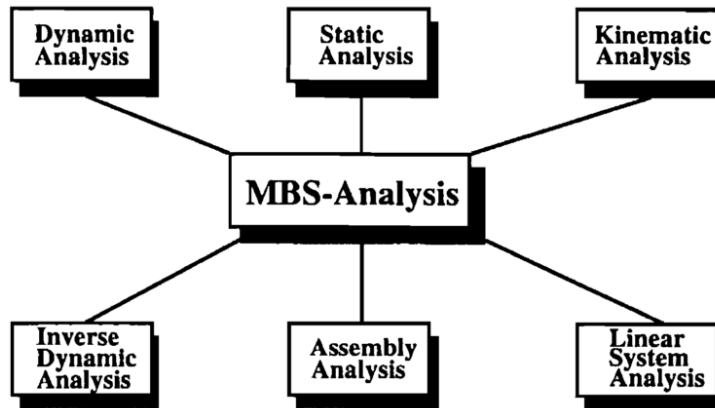 Dynamic
Analysis
Static
Analysis
Kinematic
Analysis
MBS-Analysis
Inverse
Dynamic
Analysis
Assembly
Analysis
Linear
System
Analysis